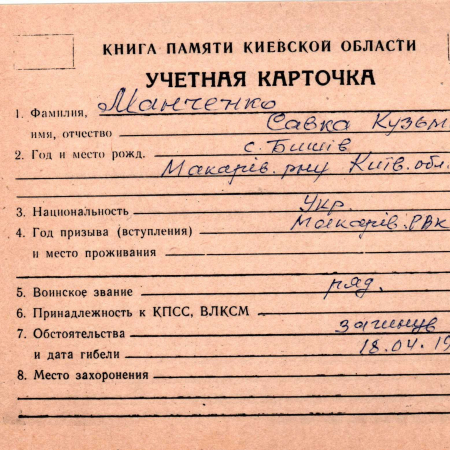 КНИГА ПАМЯТИ КИЕВСКОЙ ОБЛАСТИ
УЧЕТНАЯ КАРТОЧКА
1. Фамилия, Манченко
имя, отчество Савка Кузьм
2. Год и место рожд. с. Бишів
Макарів. р-ну Київ. обл.
3. Национальность Укр.
4. Год призыва (вступления) Макарів. РВК
и место проживания
5. Воинское звание ряд.
6. Принадлежность к КПСС, ВЛКСМ
7. Обстоятельства загинув
и дата гибели 18.04.19
8. Место захоронения